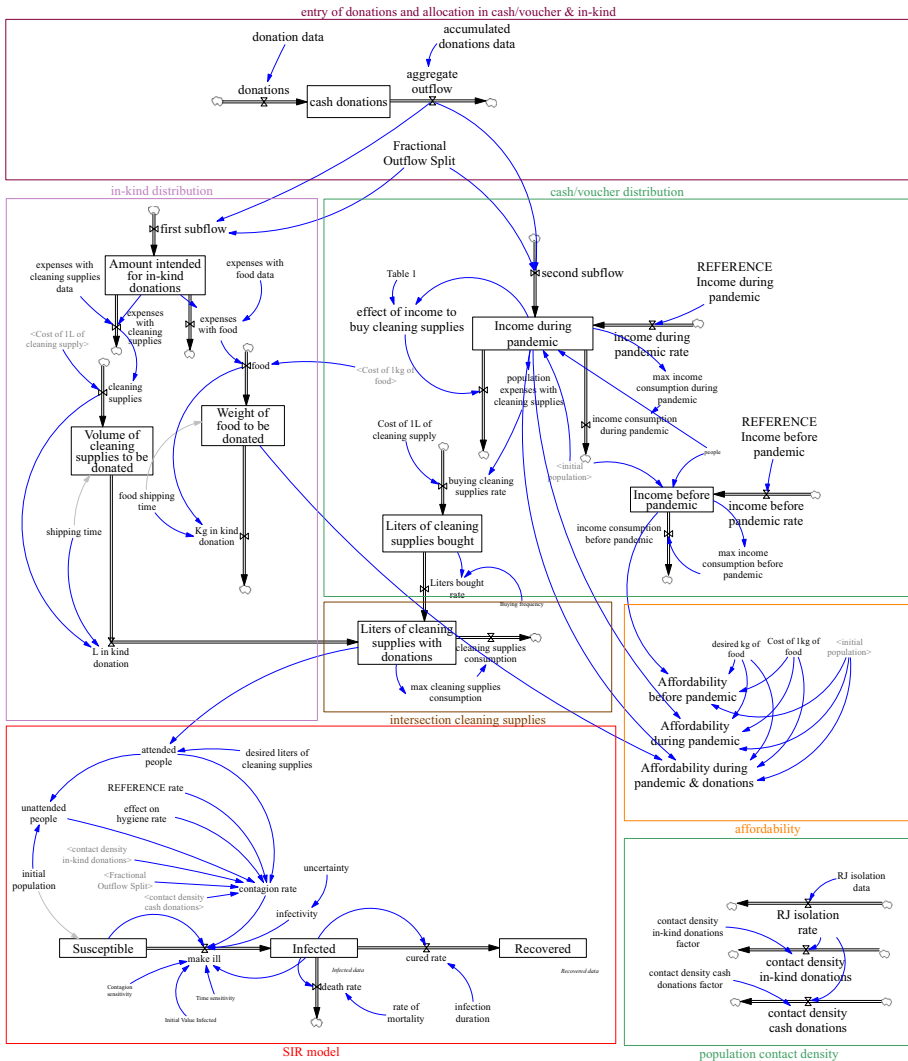 entry of donations and allocation in cash/voucher & in-kind
donation data
accumulated
donations data
donations
aggregate
outflow
cash donations
Fractional
Outflow Split
in-kind distribution
first subflow
expenses with
cleaning supplies
data
Amount intended
for in-kind
donations
expenses with
food data
expenses with
cleaning
supplies
expenses
with food
<Cost of 1L of
cleaning supply>
cleaning
supplies
food
<Cost of 1kg of
food>
Volume of
cleaning
supplies to be
donated
Weight of
food to be
donated
food shipping
time
shipping time
Kg in kind
donation
L in kind
donation
cash/voucher distribution
second subflow
Table 1
effect of income to
buy cleaning supplies
REFERENCE
Income during
pandemic
Income during
pandemic
income during
pandemic rate
population
expenses with
cleaning supplies
max income
consumption during
pandemic
income consumption
during pandemic
Cost of 1L of
cleaning supply
REFERENCE
Income before
pandemic
people
<initial
population>
buying cleaning
supplies rate
Income before
pandemic
income before
pandemic rate
Liters of cleaning
supplies bought
income consumption
before pandemic
max income
consumption before
pandemic
Liters bought
rate
Buying frequency
Liters of cleaning
supplies with
donations
cleaning supplies
consumption
max cleaning supplies
consumption
intersection cleaning supplies
desired kg of
food
Cost of 1kg of
food
<initial
population>
Affordability
before pandemic
Affordability
during pandemic
Affordability during
pandemic & donations
affordability
attended
people
desired liters of
cleaning supplies
REFERENCE rate
unattended
people
effect on
hygiene rate
<contact density
in-kind donations>
uncertainty
initial
population
<Fractional
Outflow Split>
contagion rate
<contact density
cash donations>
infectivity
Susceptible
make ill
Infected
cured rate
Recovered
Infected data
Recovered data
Contagion
sensitivity
Time sensitivity
death rate
Initial Value Infected
rate of
mortality
infection
duration
SIR model
RJ isolation
data
RJ isolation
rate
contact density
in-kind donations
factor
contact density
in-kind donations
contact density cash
donations factor
contact density
cash donations
population contact density